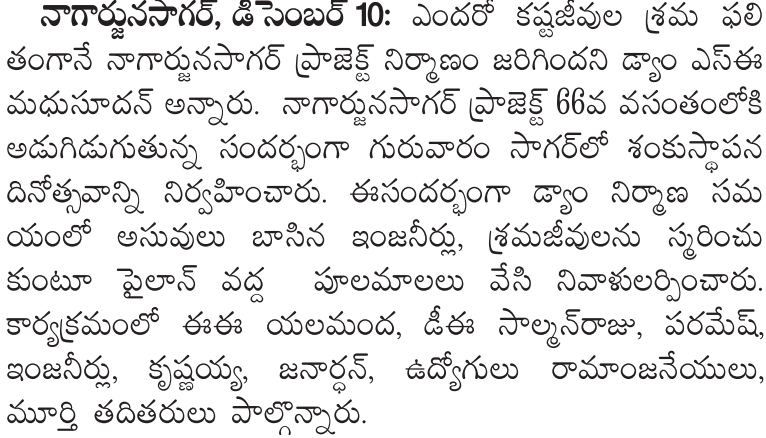 నాగార్జునసాగర్, డిసెంబర్ 10: ఎందరో కష్టజీవుల శ్రమ ఫలి
తంగానే నాగార్జునసాగర్ ప్రాజెక్ట్ నిర్మాణం జరిగిందని డ్యాం ఎస్ఈ
మధుసూదన్ అన్నారు. నాగార్జునసాగర్ ప్రాజెక్ట్ 66వ వసంతంలోకి
అడుగిడుగుతున్న సందర్భంగా గురువారం సాగర్‌లో శంకుస్థాపన
దినోత్సవాన్ని నిర్వహించారు. ఈసందర్భంగా డ్యాం నిర్మాణ సమ
యంలో అసువులు బాసిన ఇంజనీర్లు, శ్రమజీవులను స్మరించు
కుంటూ పైలాన్ వద్ద పూలమాలలు వేసి నివాళులర్పించారు.
కార్యక్రమంలో ఈఈ యలమంద, డీఈ సాల్మన్‌రాజు, పరమేష్,
ఇంజనీర్లు, కృష్ణయ్య, జనార్ధన్, ఉద్యోగులు రామాంజనేయులు,
మూర్తి తదితరులు పాల్గొన్నారు.